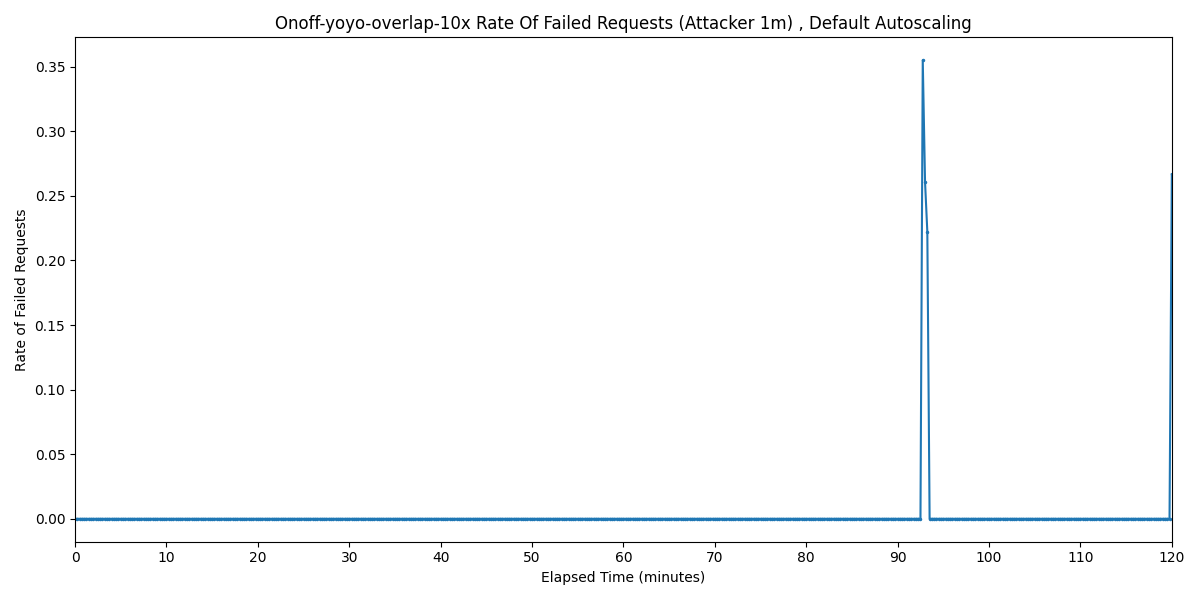 Onoff-yoyo-overlap-10x Rate Of Failed Requests (Attacker 1m) , Default Autoscaling
Rate of Failed Requests
0.35
0.30
0.25
0.20
0.15
0.10
0.05
0.00
0 10 20 30 40 50 60 70 80 90 100 110 120
Elapsed Time (minutes)